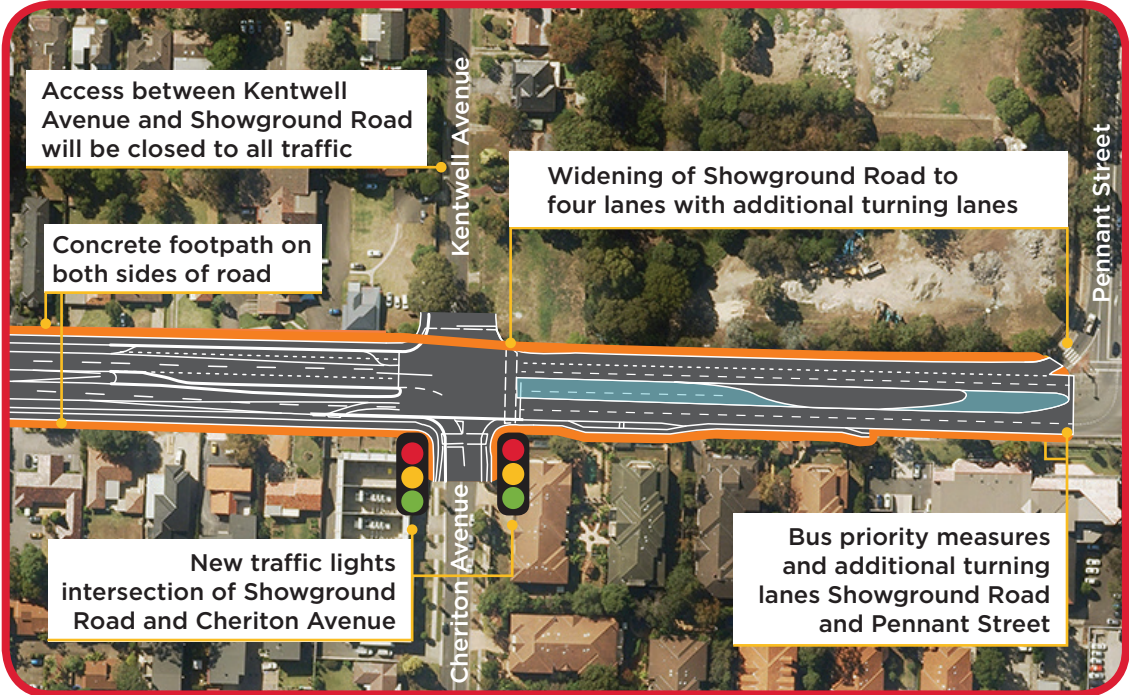 Access between Kentwell
Avenue and Showground Road
will be closed to all traffic
Kentwell Avenue
Widening of Showground Road to
four lanes with additional turning lanes
Pennant Street
Concrete footpath on
both sides of road
New traffic lights
intersection of Showground
Road and Cheriton Avenue
Cheriton Avenue
Bus priority measures
and additional turning
lanes Showground Road
and Pennant Street